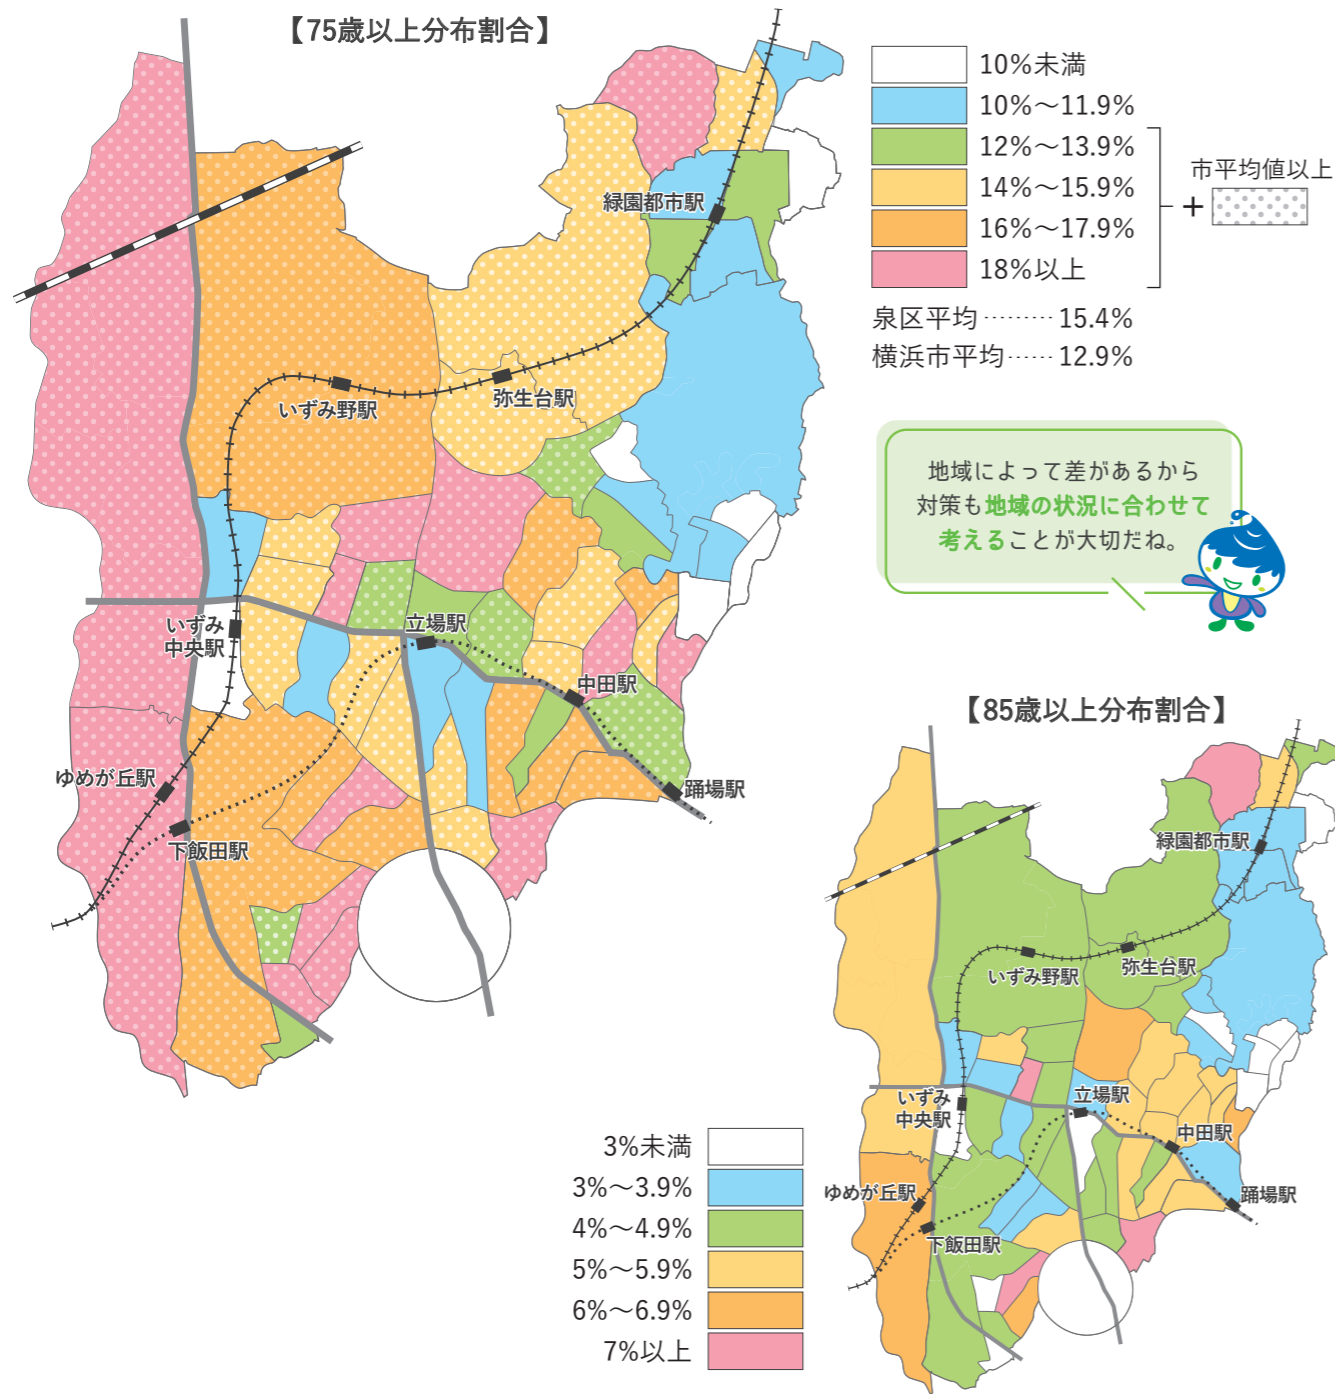 【75歳以上分布割合】
10%未満
10%～11.9%
12%～13.9%
14%～15.9%
16%～17.9%
18%以上
+
市平均値以上
泉区平均………15.4%
横浜市平均……12.9%
緑園都市駅
弥生台駅
いずみ野駅
いずみ
中央駅
立場駅
中田駅
踊場駅
ゆめが丘駅
下飯田駅
地域によって差があるから
対策も地域の状況に合わせて
考えることが大切だね。
【85歳以上分布割合】
緑園都市駅
弥生台駅
いずみ野駅
いずみ
中央駅
立場駅
中田駅
踊場駅
ゆめが丘駅
下飯田駅
3%未満
3%～3.9%
4%～4.9%
5%～5.9%
6%～6.9%
7%以上